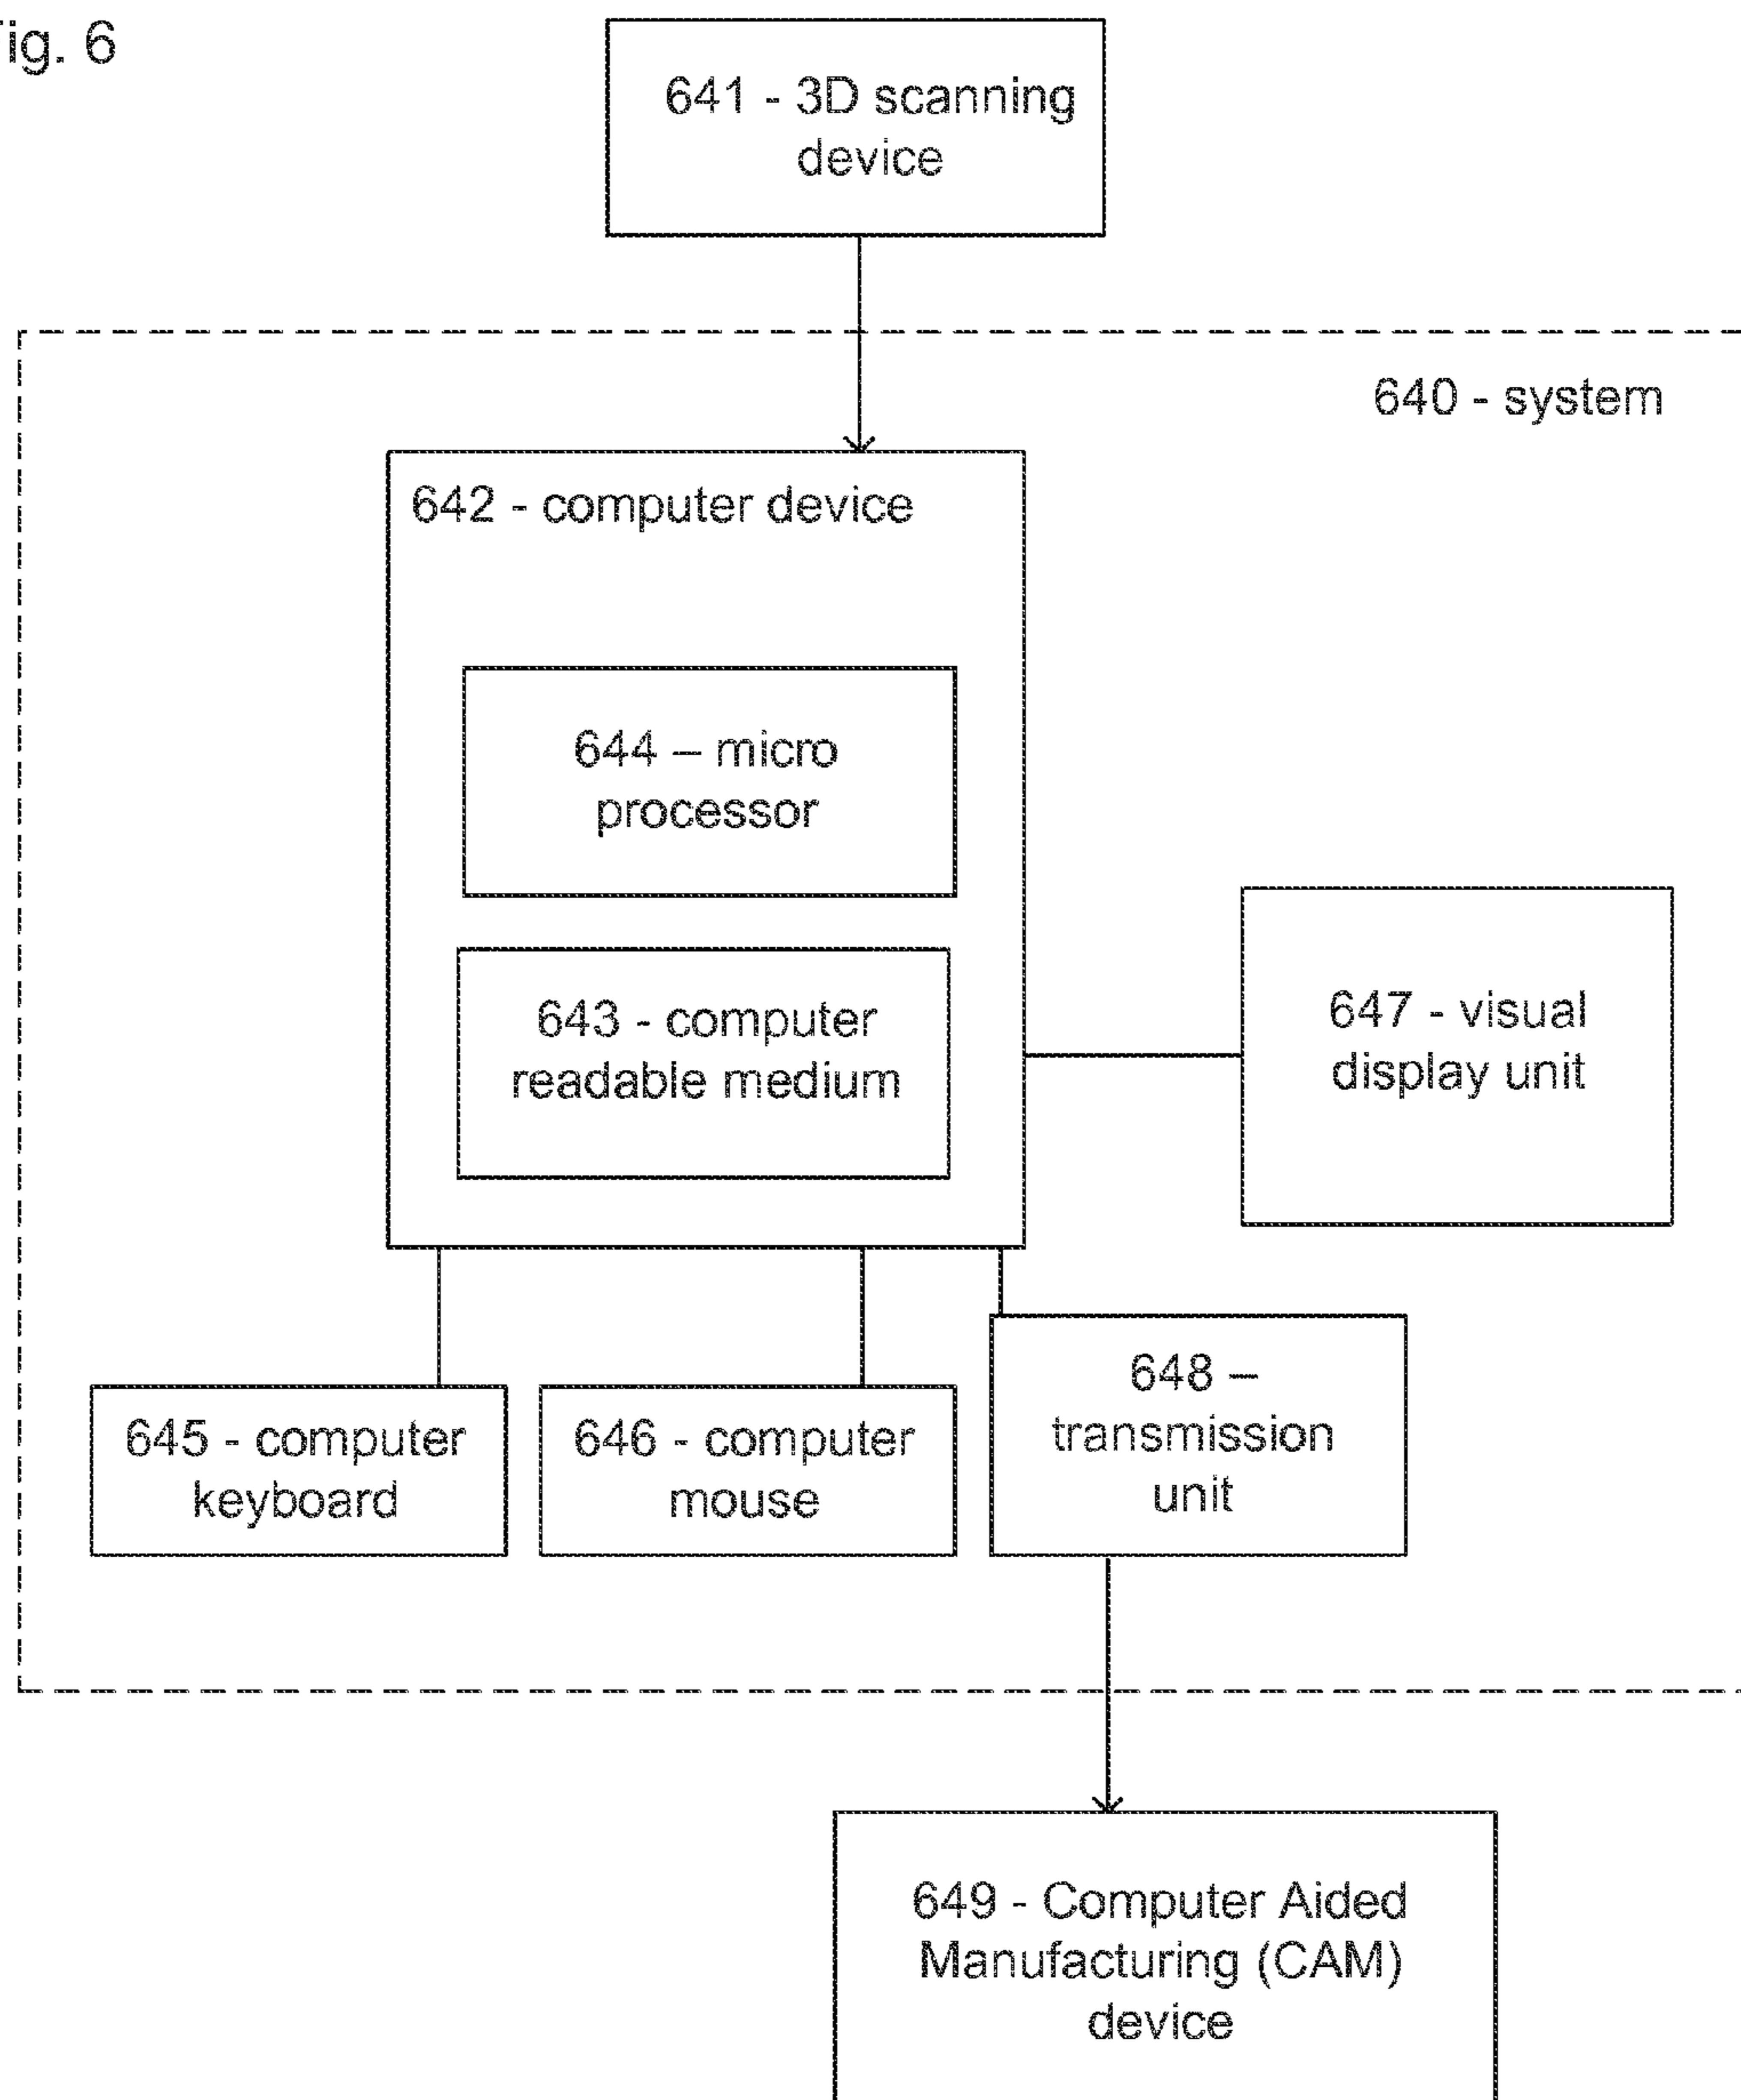 ig. 6
641 - 3D scanning
device
640 - system
642 - computer device
644 – micro
processor
643 - computer
readable medium
647 - visual
display unit
645 - computer
keyboard
646 - computer
mouse
648 –
transmission
unit
649 - Computer Aided
Manufacturing (CAM)
device